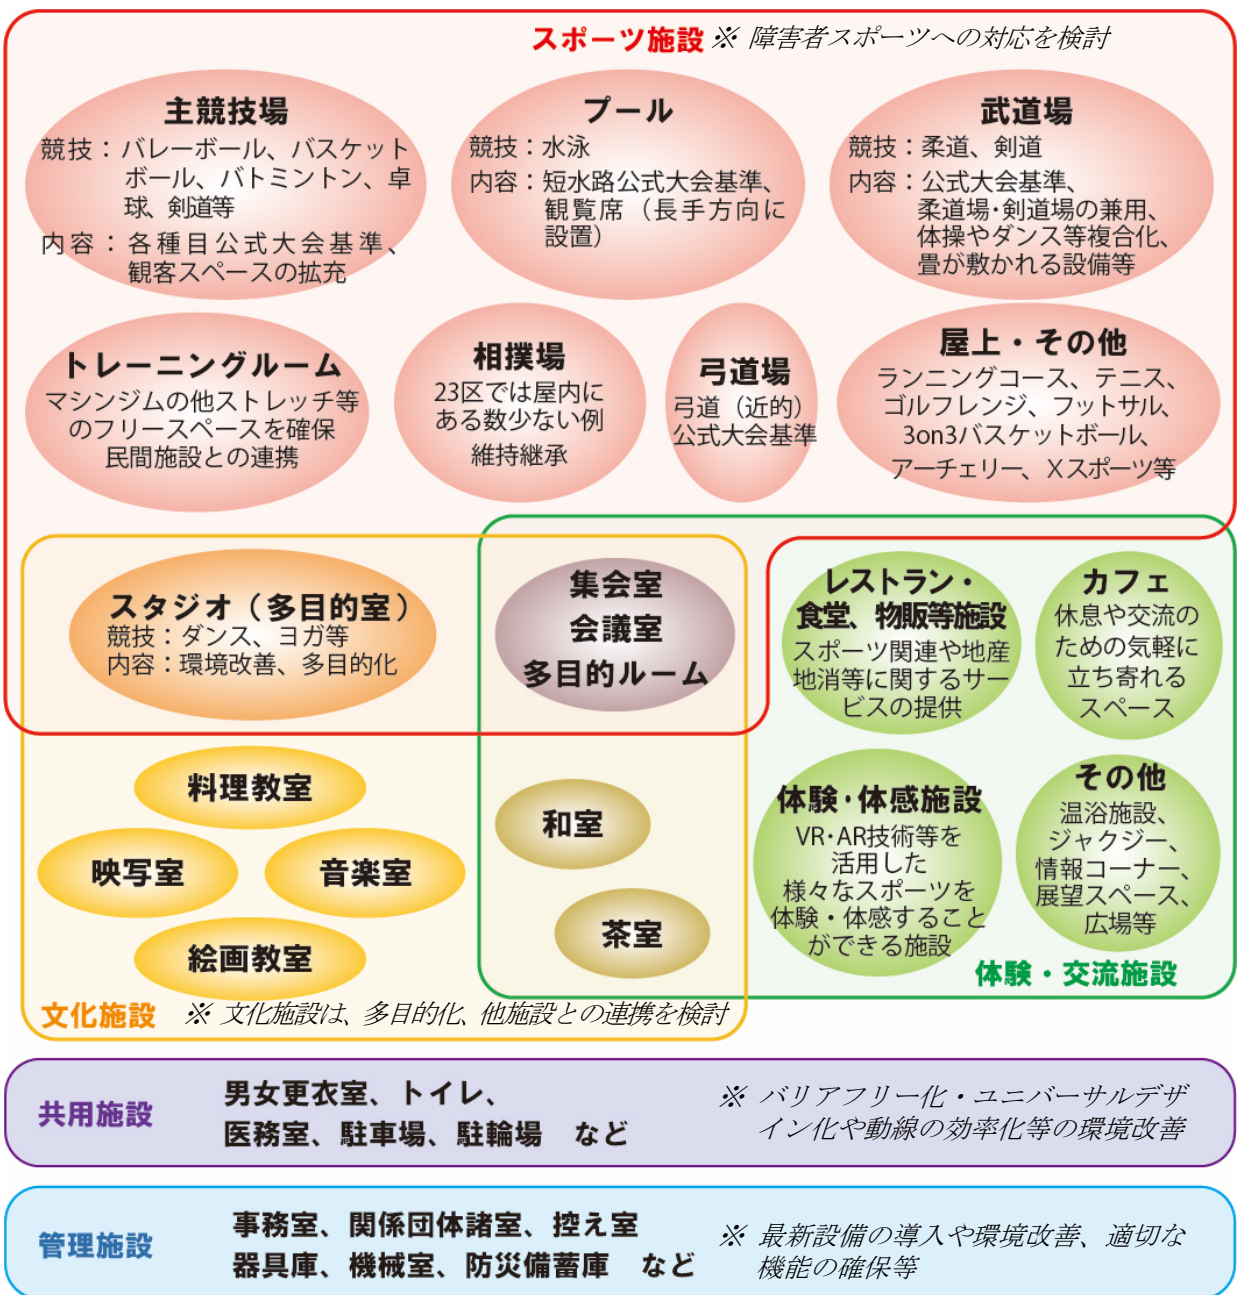 スポーツ施設 ※ 障害者スポーツへの対応を検討
主競技場
競技：バレーボール、バスケット
ボール、バトミントン、卓
球、剣道等
内容：各種目公式大会基準、
観客スペースの拡充
プール
競技：水泳
内容：短水路公式大会基準、
観覧席（長手方向に
設置）
武道場
競技：柔道、剣道
内容：公式大会基準、
柔道場・剣道場の兼用、
体操やダンス等複合化、
畳が敷かれる設備等
トレーニングルーム
マシンジムの他ストレッチ等
のフリースペースを確保
民間施設との連携
相撲場
23区では屋内に
ある数少ない例
維持継承
弓道場
弓道（近的）
公式大会基準
屋上・その他
ランニングコース、テニス、
ゴルフレンジ、フットサル、
3on3バスケットボール、
アーチェリー、Xスポーツ等
スタジオ（多目的室）
競技：ダンス、ヨガ等
内容：環境改善、多目的化
集会室
会議室
多目的ルーム
レストラン・
食堂、物販等施設
スポーツ関連や地産
地消等に関するサー
ビスの提供
カフェ
休息や交流の
ための気軽に
立ち寄れる
スペース
料理教室
映写室
音楽室
絵画教室
和室
茶室
体験・体感施設
VR・AR技術等を
活用した
様々なスポーツを
体験・体感すること
ができる施設
その他
温浴施設、
ジャクジー、
情報コーナー、
展望スペース、
広場等
体験・交流施設
文化施設 ※ 文化施設は、多目的化、他施設との連携を検討
共用施設
男女更衣室、トイレ、
医務室、駐車場、駐輪場 など
※ バリアフリー化・ユニバーサルデザ
イン化や動線の効率化等の環境改善
管理施設
事務室、関係団体諸室、控え室
器具庫、機械室、防災備蓄庫 など
※ 最新設備の導入や環境改善、適切な
機能の確保等